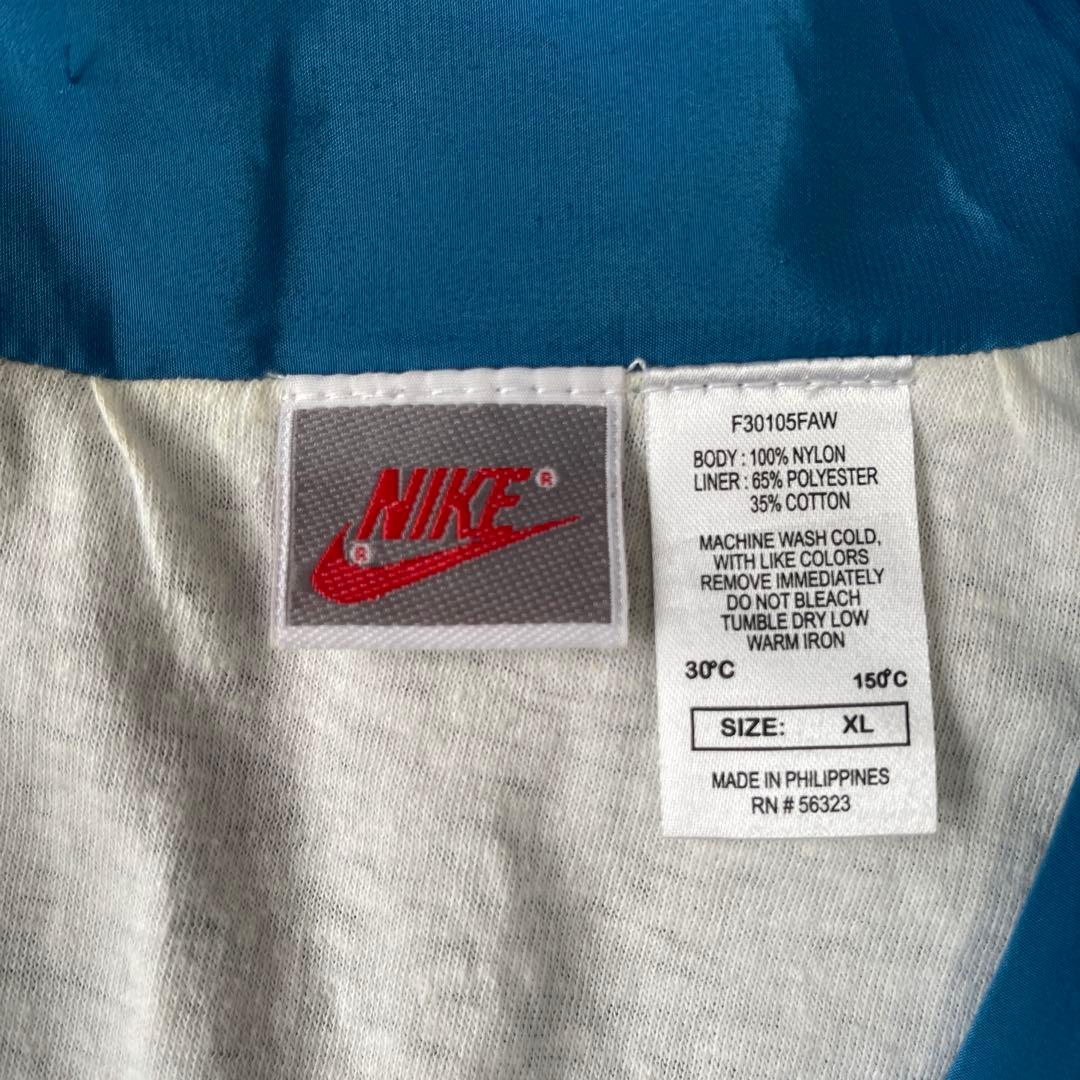 NIKE®
®
F30105FAW
BODY : 100% NYLON
LINER : 65% POLYESTER
35% COTTON
MACHINE WASH COLD,
WITH LIKE COLORS
REMOVE IMMEDIATELY
DO NOT BLEACH
TUMBLE DRY LOW
WARM IRON
30°C
150°C
SIZE: XL
MADE IN PHILIPPINES
RN # 56323